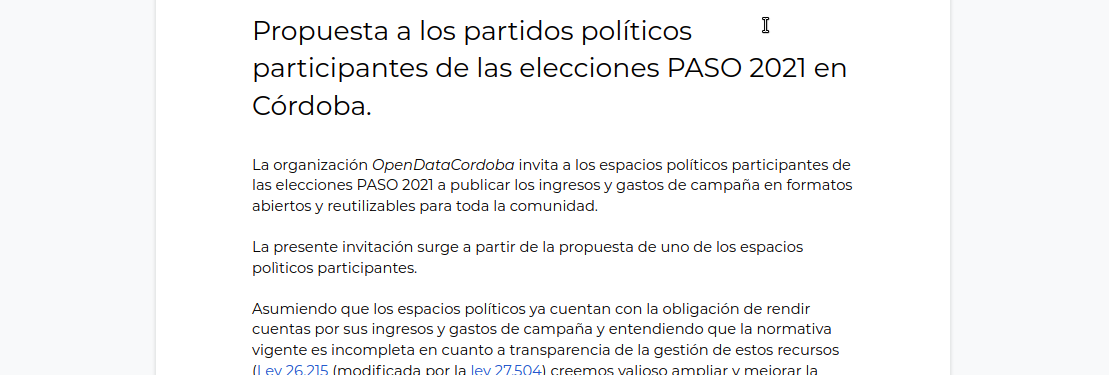 Propuesta a los partidos políticos
participantes de las elecciones PASO 2021 en
Córdoba.
La organización OpenDataCordoba invita a los espacios políticos participantes de
las elecciones PASO 2021 a publicar los ingresos y gastos de campaña en formatos
abiertos y reutilizables para toda la comunidad.
La presente invitación surge a partir de la propuesta de uno de los espacios
polìticos participantes.
Asumiendo que los espacios políticos ya cuentan con la obligación de rendir
cuentas por sus ingresos y gastos de campaña y entendiendo que la normativa
vigente es incompleta en cuanto a transparencia de la gestión de estos recursos
(Ley 26.215 (modificada por la ley 27.504) creemos valioso ampliar y mejorar la